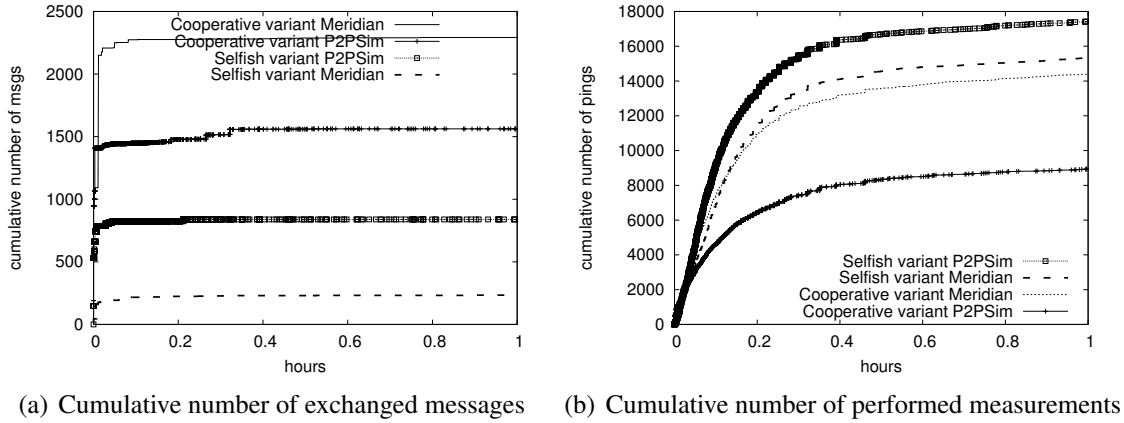 2500
2000
1500
1000
500
0
cumulative number of msgs
Cooperative variant Meridian
Cooperative variant P2PSim
Selfish variant P2PSim
Selfish variant Meridian
0 0.2 0.4 0.6 0.8 1
hours
(a) Cumulative number of exchanged messages
18000
16000
14000
12000
10000
8000
6000
4000
2000
0
cumulative number of pings
Selfish variant P2PSim
Selfish variant Meridian
Cooperative variant Meridian
Cooperative variant P2PSim
0 0.2 0.4 0.6 0.8 1
hours
(b) Cumulative number of performed measurements